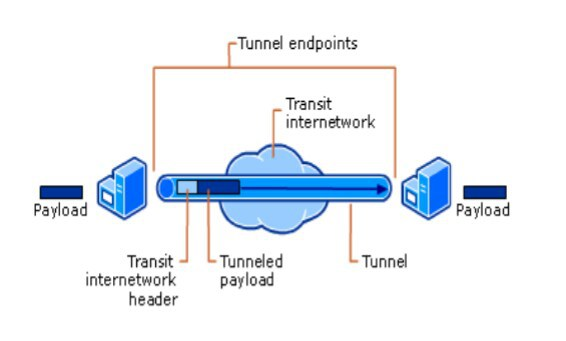 Tunnel endpoints
Transit
internetwork
Payload
Payload
Transit
internetwork
header
Tunneled
payload
Tunnel